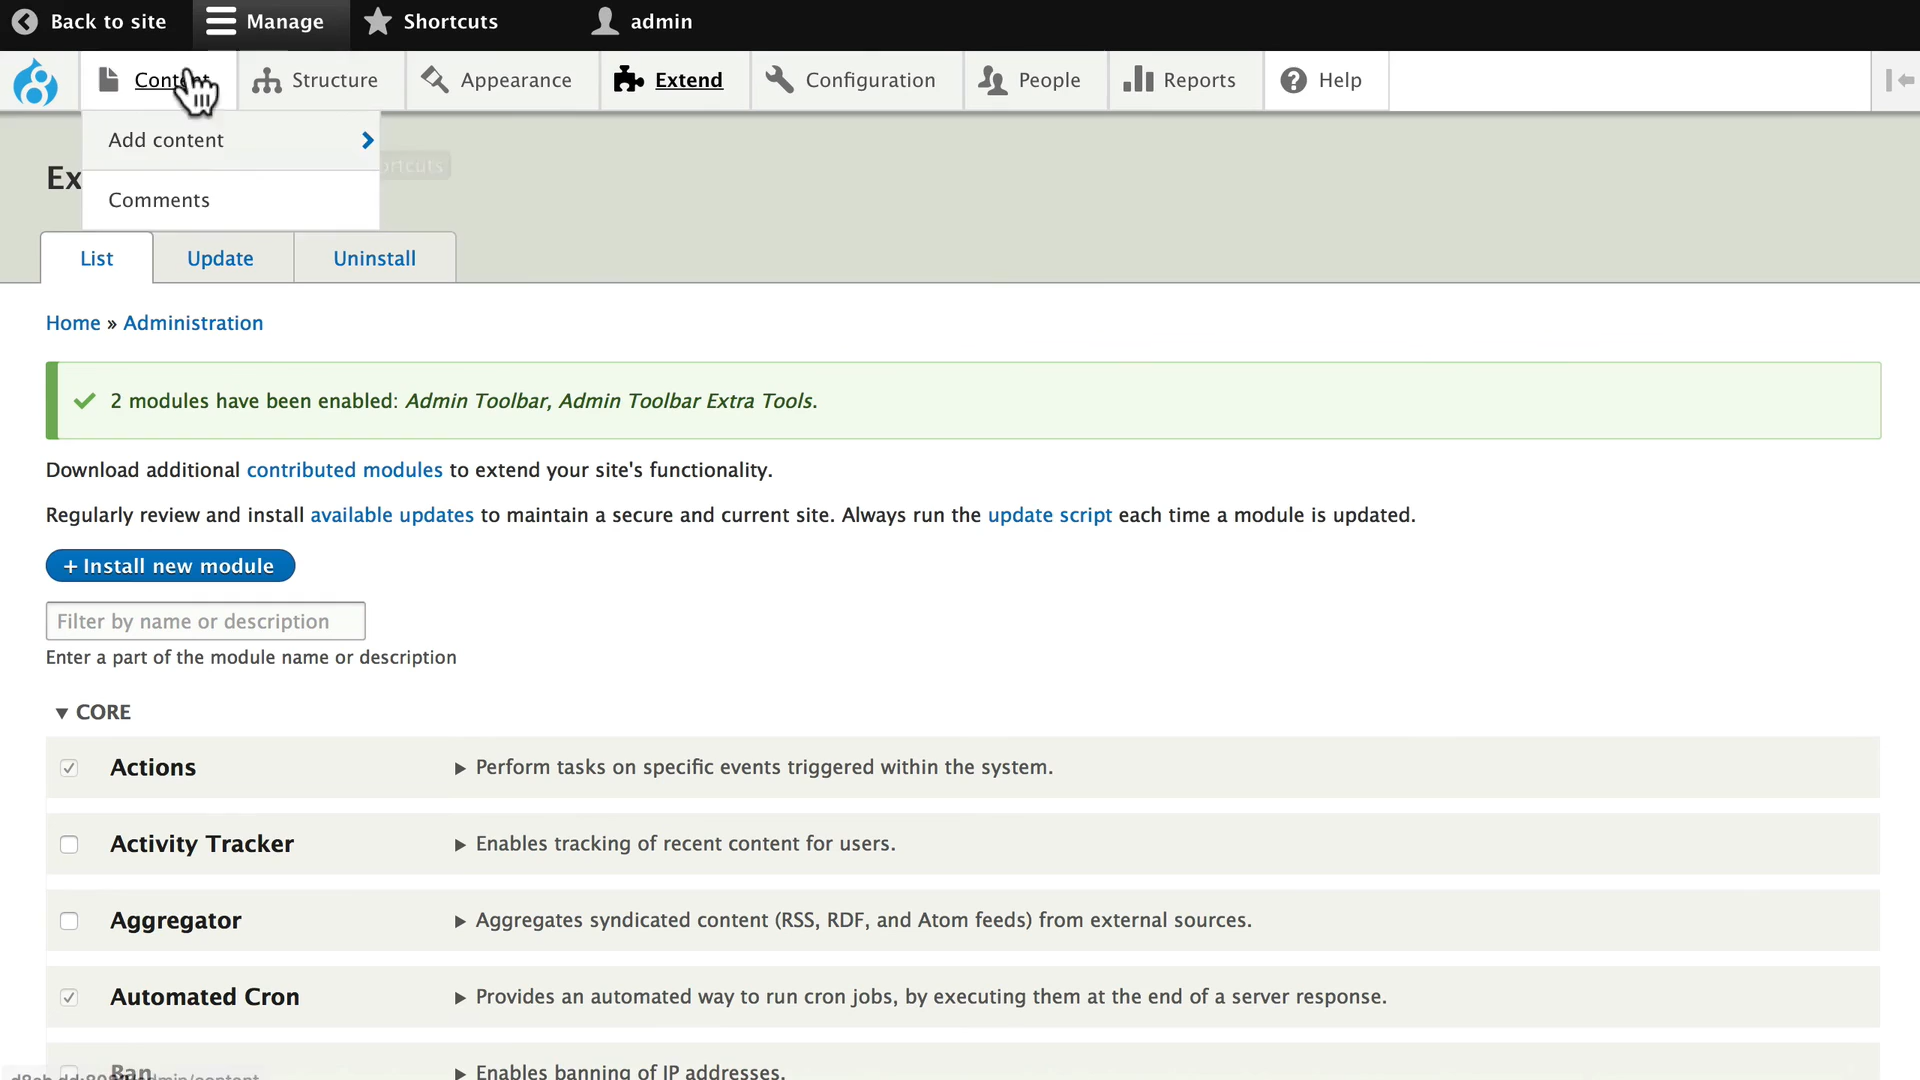 Back to site Manage Shortcuts admin
Content Structure Appearance Extend Configuration People Reports Help
Add content
Comments
List Update Uninstall
Home » Administration
2 modules have been enabled: Admin Toolbar, Admin Toolbar Extra Tools.
Download additional contributed modules to extend your site's functionality.
Regularly review and install available updates to maintain a secure and current site. Always run the update script each time a module is updated.
+ Install new module
Filter by name or description
Enter a part of the module name or description
▼ CORE
Actions ▶ Perform tasks on specific events triggered within the system.
Activity Tracker ▶ Enables tracking of recent content for users.
Aggregator ▶ Aggregates syndicated content (RSS, RDF, and Atom feeds) from external sources.
Automated Cron ▶ Provides an automated way to run cron jobs, by executing them at the end of a server response.
Ban ▶ Enables banning of IP addresses.